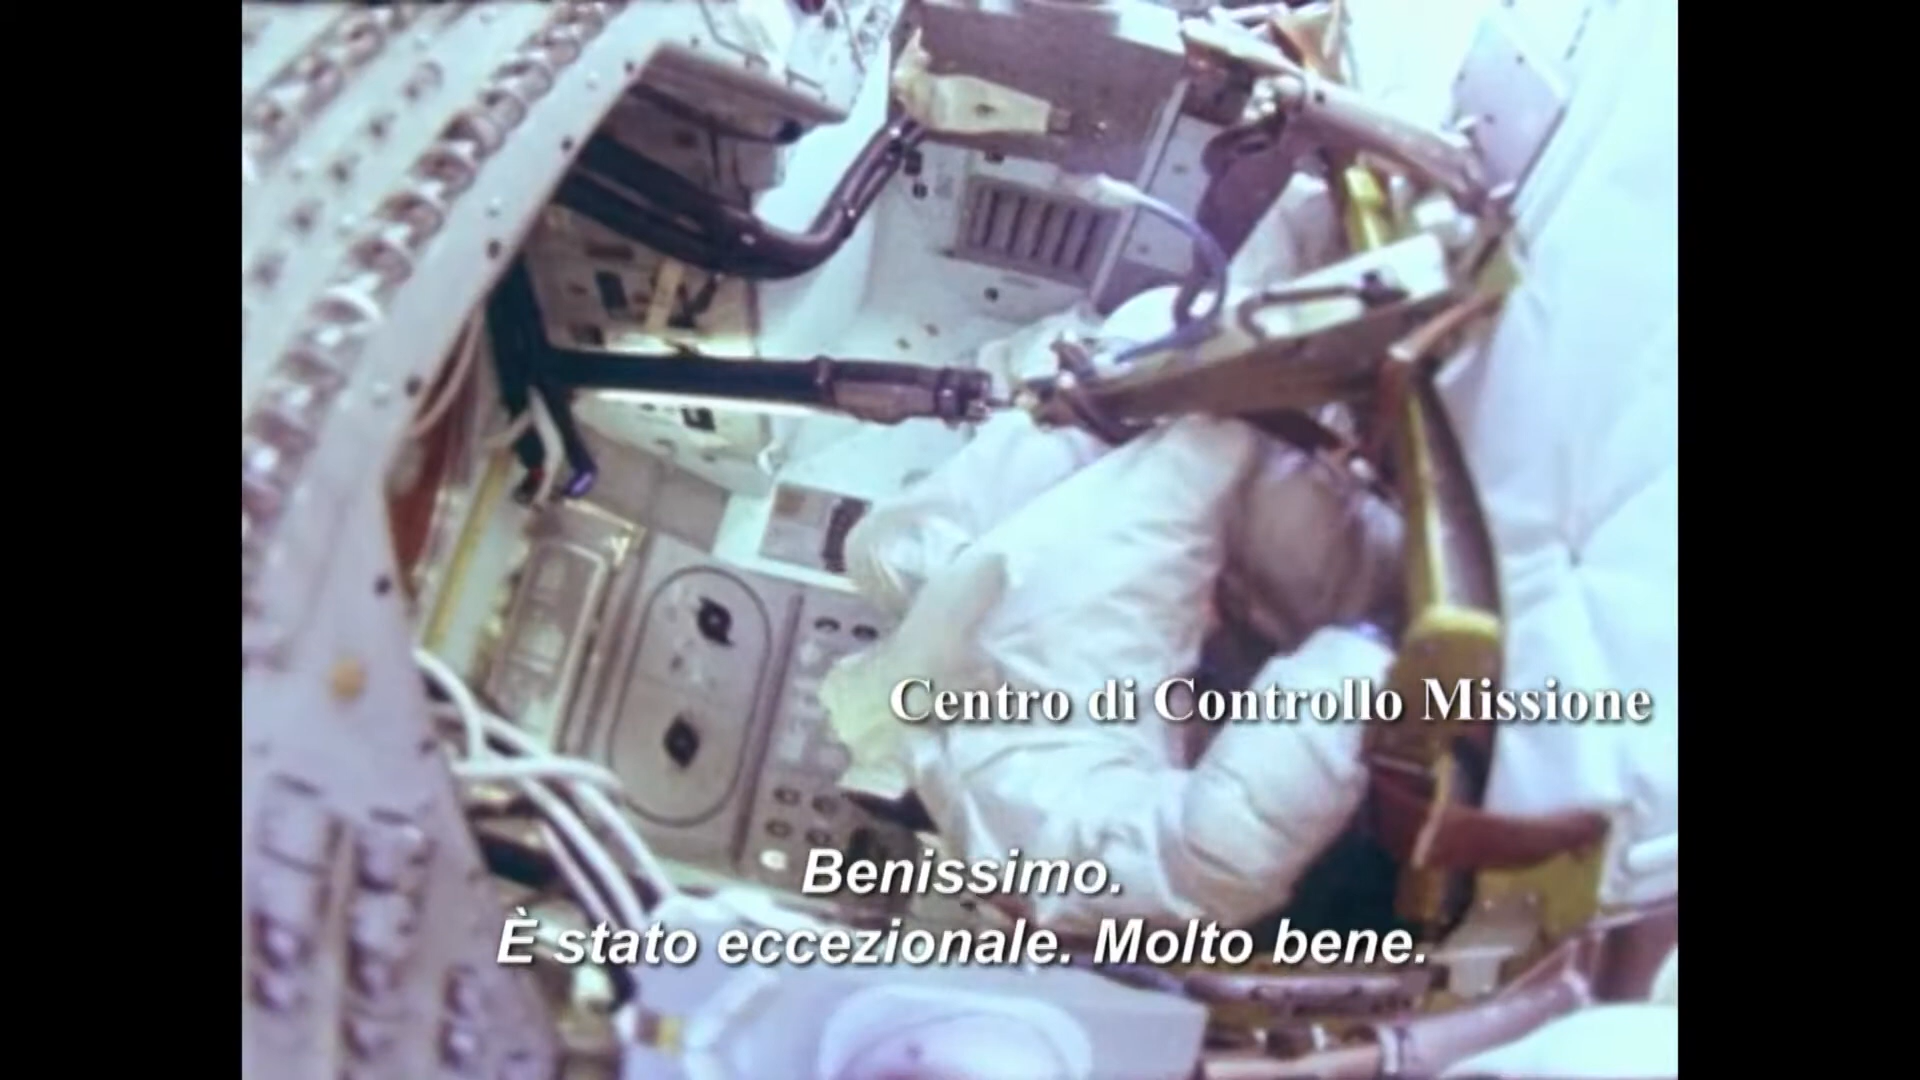 Centro di Controllo Missione
Benissimo.
È stato eccezionale. Molto bene.